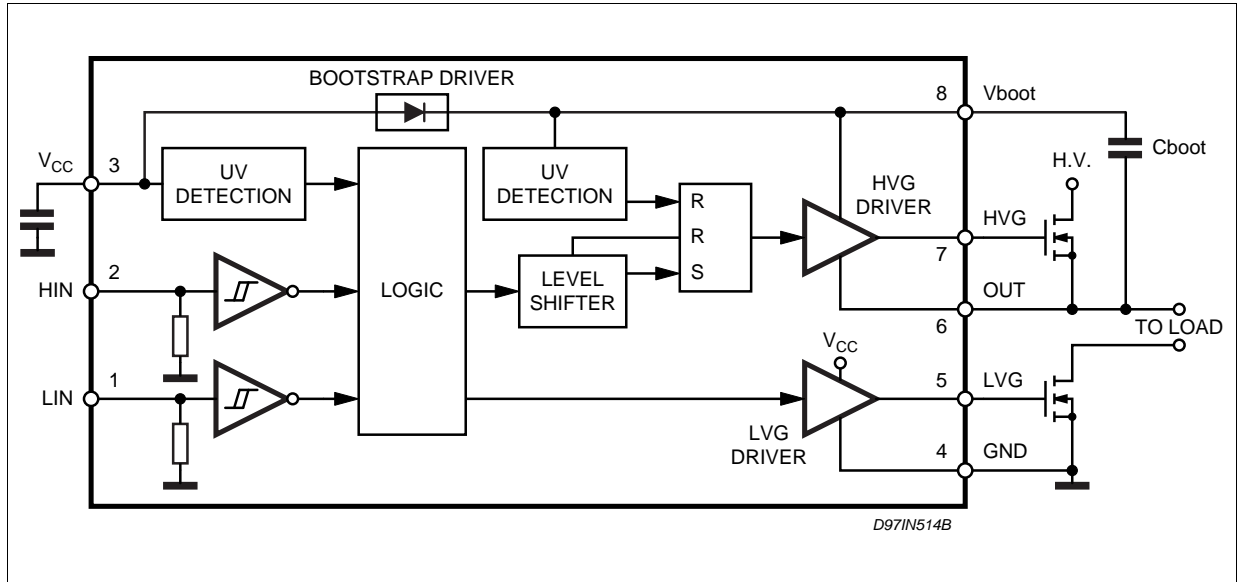 BOOTSTRAP DRIVER
8
Vboot
VCC
3
UV
DETECTION
UV
DETECTION
Cboot
H.V.
HVG
DRIVER
R
R
S
HVG
7
2
HIN
LOGIC
LEVEL
SHIFTER
OUT
6
TO LOAD
VCC
1
LIN
5
LVG
LVG
DRIVER
4
GND
D97IN514B